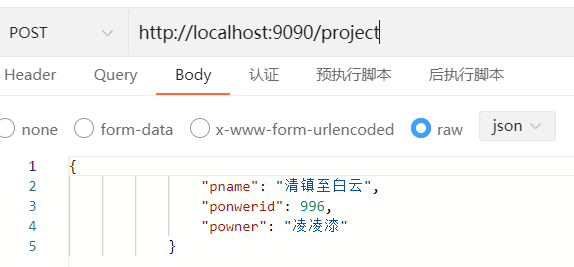 POST http://localhost:9090/project
Header Query Body 认证 预执行脚本 后执行脚本
none form-data x-www-form-urlencoded raw json
1 {
2 "pname": "清镇至白云",
3 "ponwerid": 996,
4 "powner": "凌凌漆"
5 }